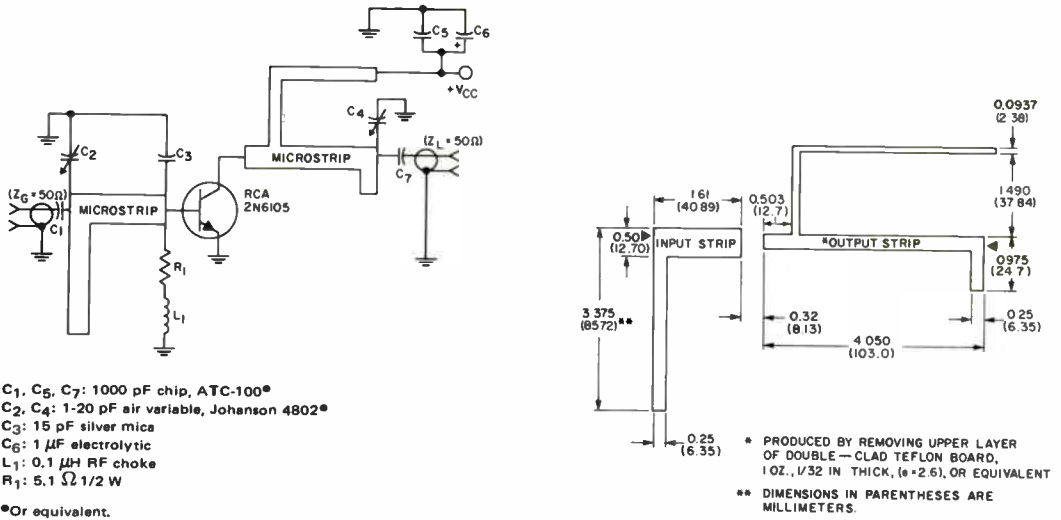 C5
C6
+
+VCC
C4
(ZL = 50Ω)
MICROSTRIP
C7
C2
C3
(ZG = 50Ω)
MICROSTRIP
C1
RCA
2N6105
R1
L1
C1, C5, C7: 1000 pF chip, ATC-100●
C2, C4: 1-20 pF air variable, Johanson 4802●
C3: 15 pF silver mica
C6: 1 μF electrolytic
L1: 0.1 μH RF choke
R1: 5.1 Ω 1/2 W
●Or equivalent.
0.0937
(2.38)
1.61
(40.89)
0.503
(12.7)
1.490
(37.84)
0.50
(12.70)
INPUT STRIP
*OUTPUT STRIP
0.975
(24.7)
3.375
(8572)**
0.32
(8.13)
0.25
(6.35)
4.050
(103.0)
0.25
(6.35)
* PRODUCED BY REMOVING UPPER LAYER
OF DOUBLE—CLAD TEFLON BOARD,
1 OZ., 1/32 IN THICK, (e = 2.6), OR EQUIVALENT
** DIMENSIONS IN PARENTHESES ARE
MILLIMETERS.